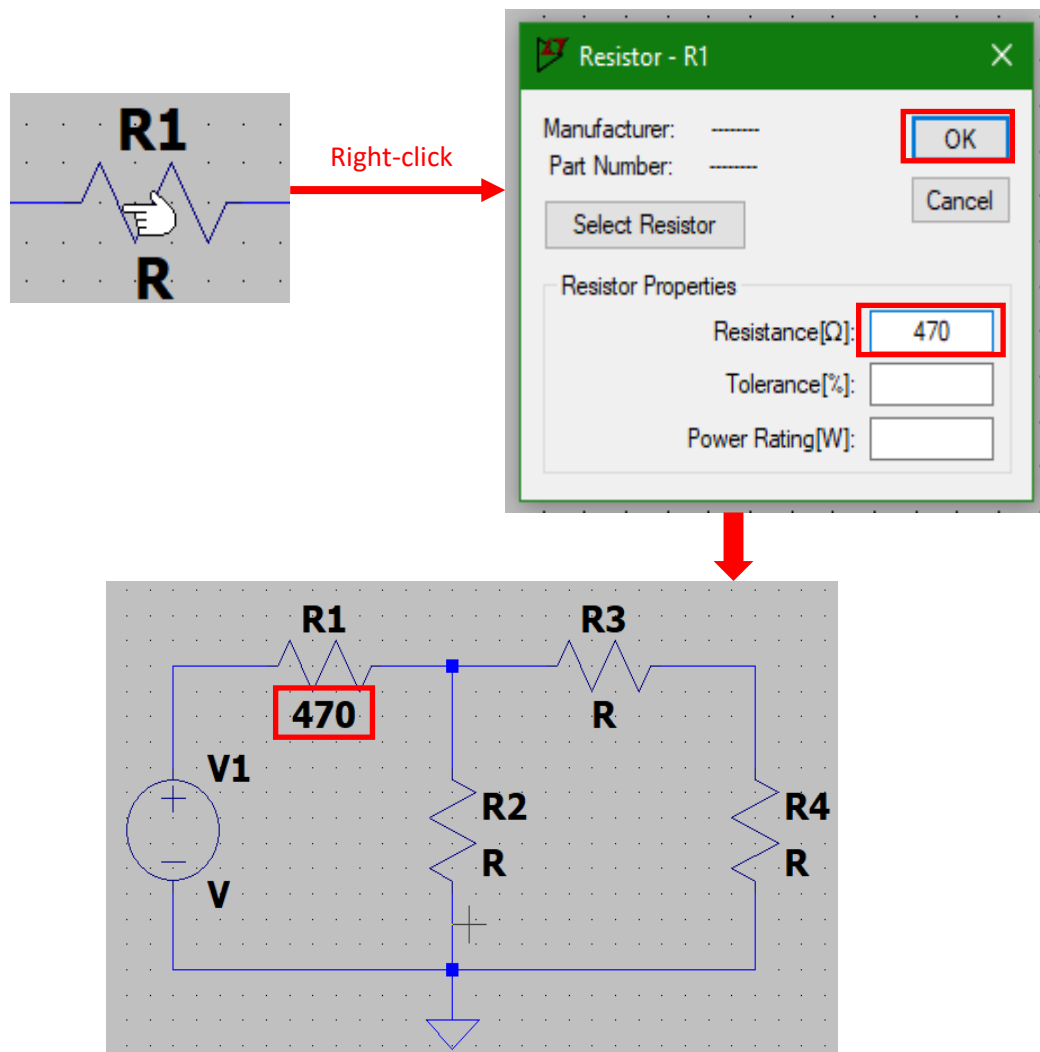 R1
R
Right-click
Resistor - R1
Manufacturer: --------
Part Number: --------
OK
Cancel
Select Resistor
Resistor Properties
Resistance[Ω]: 470
Tolerance[%]:
Power Rating[W]:
R1
470
R3
R
V1
V
R2
R
R4
R